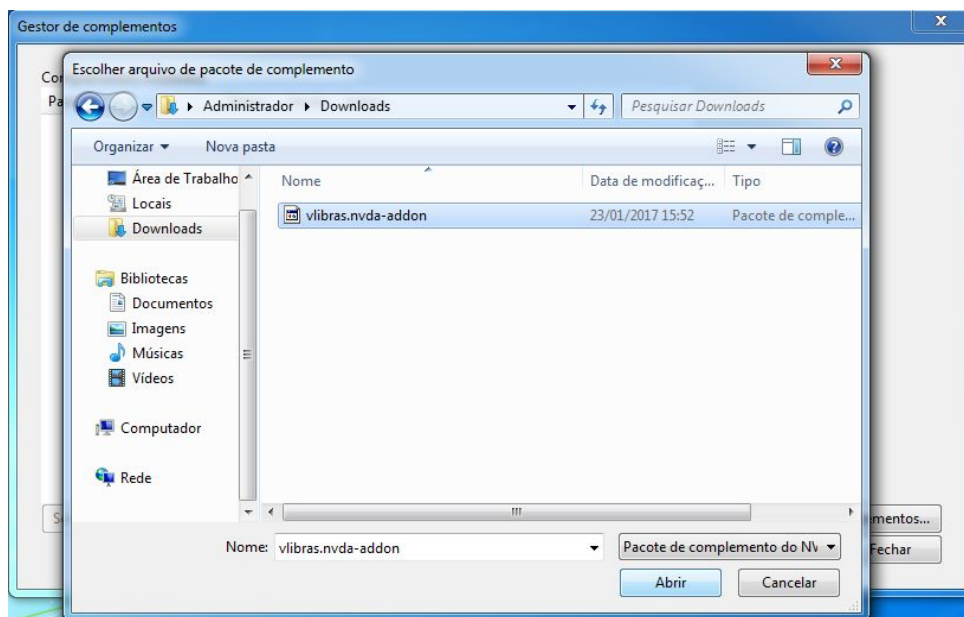 Gestor de complementos
Escolher arquivo de pacote de complemento
Administrador Downloads
Pesquisar Downloads
Organizar Nova pasta
Área de Trabalho
Locais
Downloads
Bibliotecas
Documentos
Imagens
Músicas
Vídeos
Computador
Rede
Nome Data de modificaç... Tipo
vlibras.nvda-addon 23/01/2017 15:52 Pacote de comple...
Nome: vlibras.nvda-addon Pacote de complemento do NV
Abrir Cancelar
ementos...
Fechar